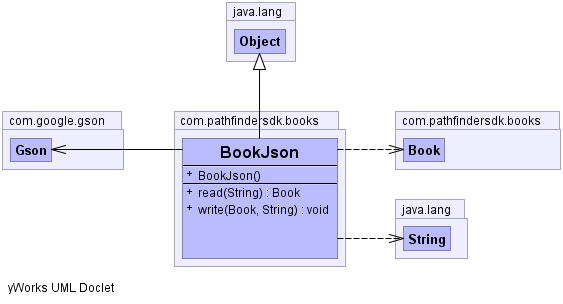 java.lang
Object
com.google.gson
Gson
com.pathfindersdk.books
BookJson
+ BookJson()
+ read(String) : Book
+ write(Book, String) : void
com.pathfindersdk.books
Book
java.lang
String
yWorks UML Doclet